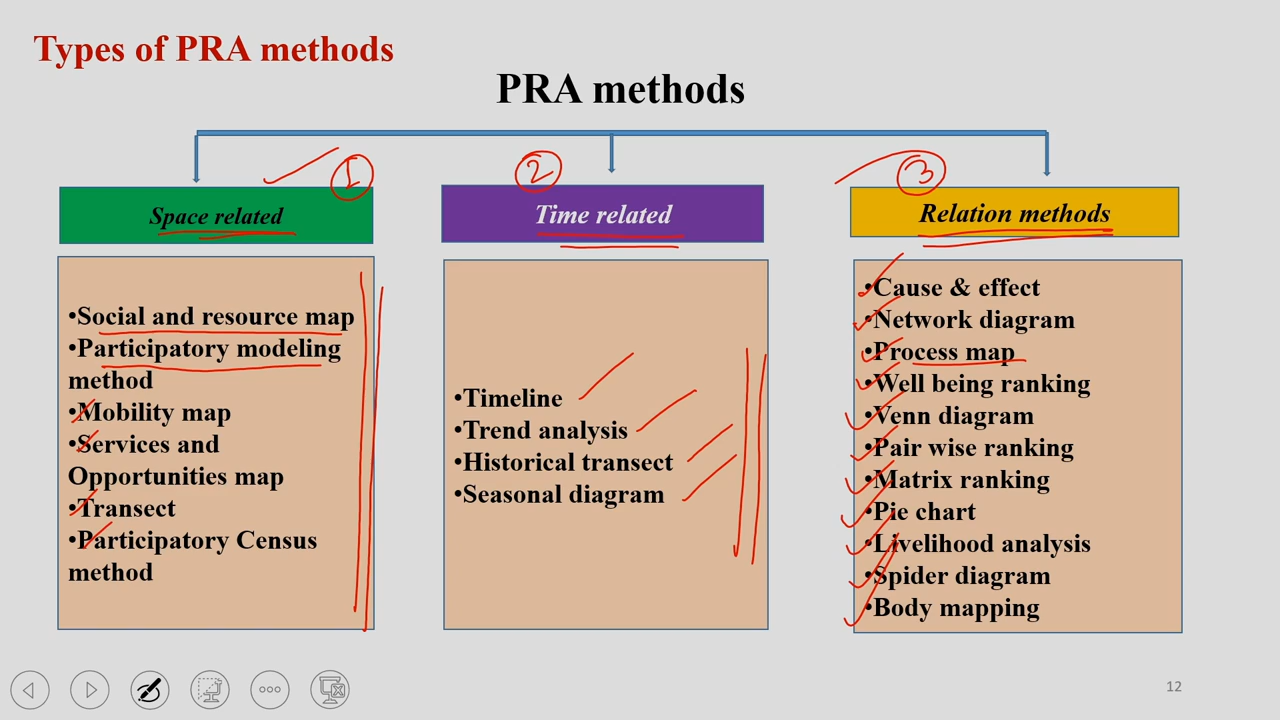 Types of PRA methods
PRA methods
1
2
3
Space related
Time related
Relation methods
•Social and resource map
•Participatory modeling
method
•Mobility map
•Services and
Opportunities map
•Transect
•Participatory Census
method
•Timeline
•Trend analysis
•Historical transect
•Seasonal diagram
•Cause & effect
•Network diagram
•Process map
•Well being ranking
•Venn diagram
•Pair wise ranking
•Matrix ranking
•Pie chart
•Livelihood analysis
•Spider diagram
•Body mapping
12